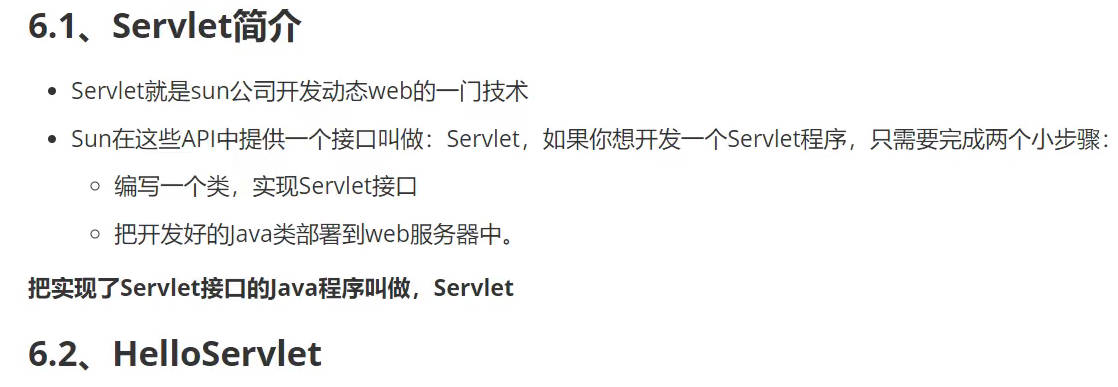 6.1、Servlet简介
Servlet就是sun公司开发动态web的一门技术
Sun在这些API中提供一个接口叫做：Servlet，如果你想开发一个Servlet程序，只需要完成两个小步骤：
编写一个类，实现Servlet接口
把开发好的Java类部署到web服务器中。
把实现了Servlet接口的Java程序叫做，Servlet
6.2、HelloServlet